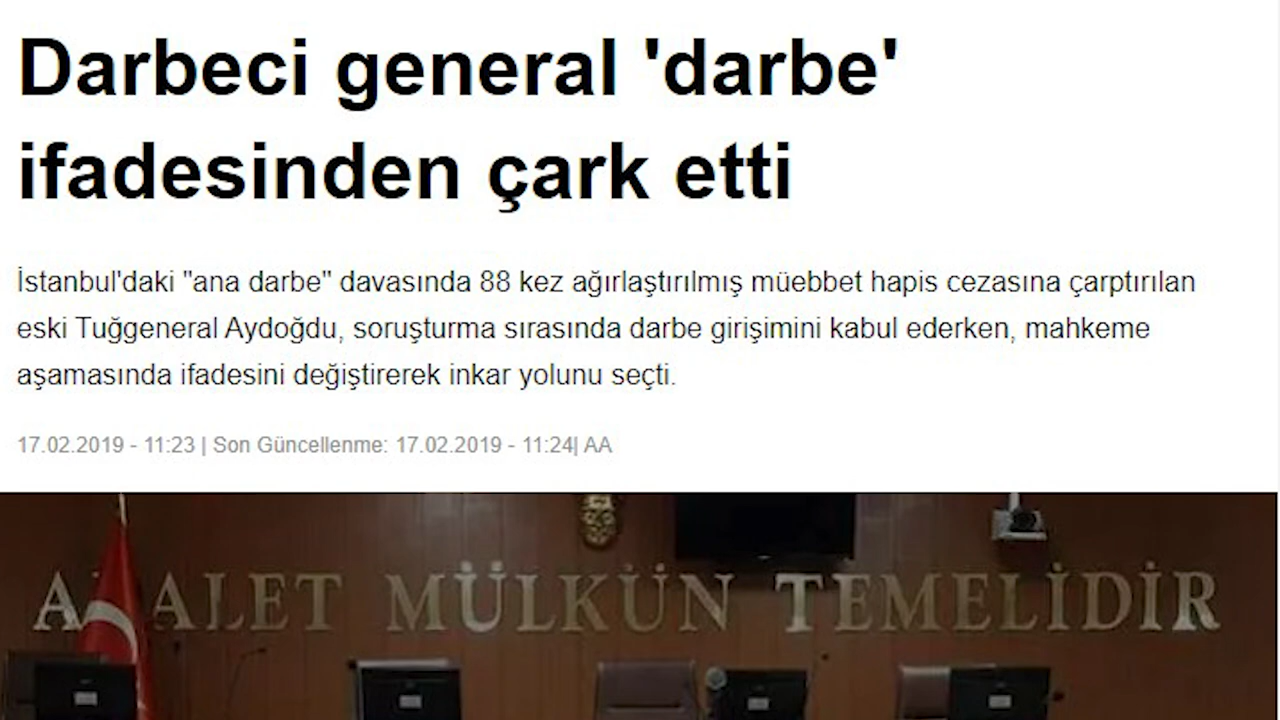 Darbeci general 'darbe'
ifadesinden çark etti
İstanbul'daki "ana darbe" davasında 88 kez ağırlaştırılmış müebbet hapis cezasına çarptırılan
eski Tuğgeneral Aydoğdu, soruşturma sırasında darbe girişimini kabul ederken, mahkeme
aşamasında ifadesini değiştirerek inkar yolunu seçti.
17.02.2019 - 11:23 | Son Güncellenme: 17.02.2019 - 11:24| AA
ADALET MÜLKÜN TEMELİDİR